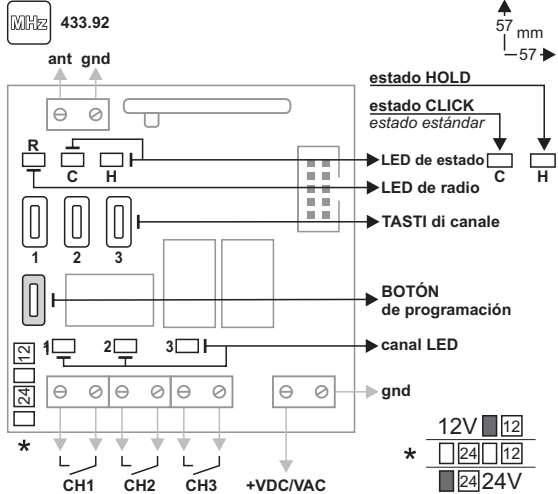 MHz 433.92
57 mm
57
ant gnd
estado HOLD
estado CLICK
estado estándar
R
C H
LED de estado
C H
LED de radio
TASTI di canale
1 2 3
BOTÓN
de programación
1 2 3
canal LED
12
24
gnd
*
CH1 CH2 CH3 +VDC/VAC
12V 12
* 24 12
24 24V